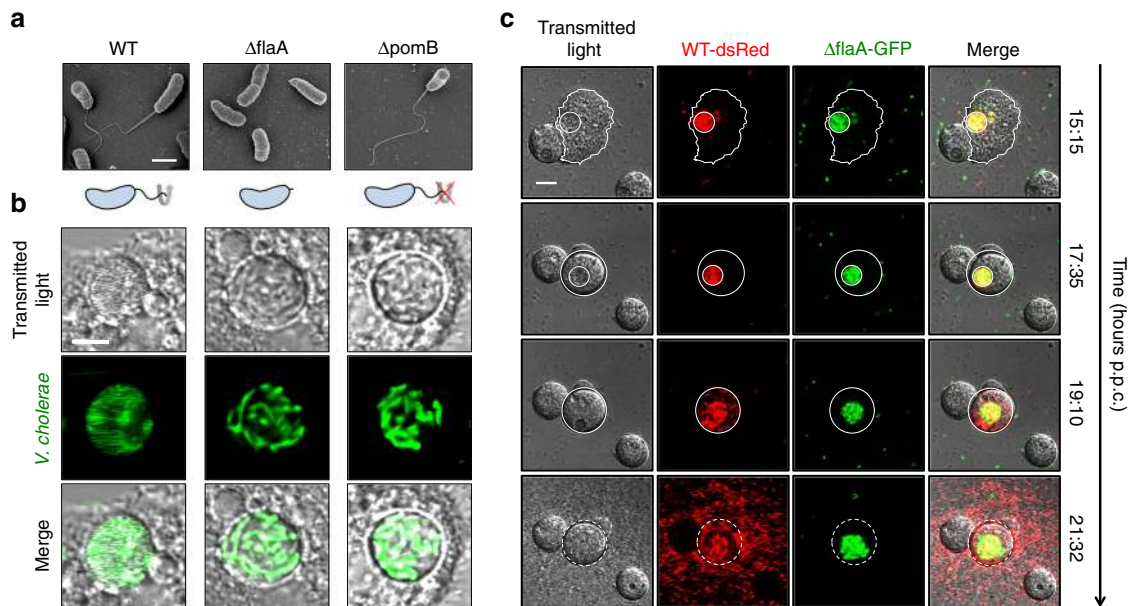 a
WT
ΔflaA
ΔpomB
b
Transmitted
light
V. cholerae
Merge
c
Transmitted
light
WT-dsRed
ΔflaA-GFP
Merge
15:15
17:35
19:10
21:32
Time (hours p.p.c.)